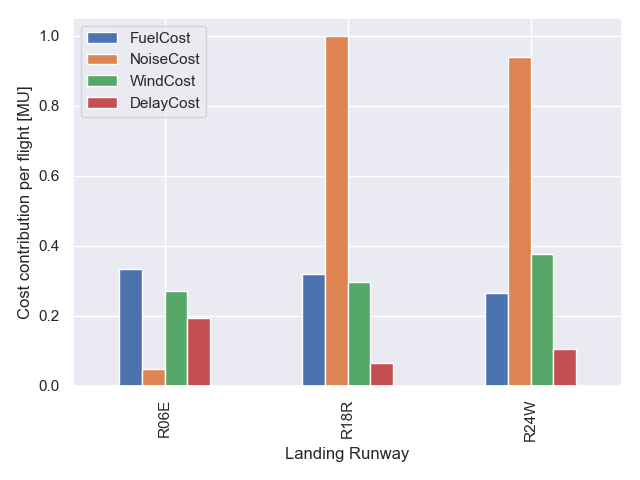 FuelCost
NoiseCost
WindCost
DelayCost
Cost contribution per flight [MU]
1.0
0.8
0.6
0.4
0.2
0.0
R06E
R18R
R24W
Landing Runway